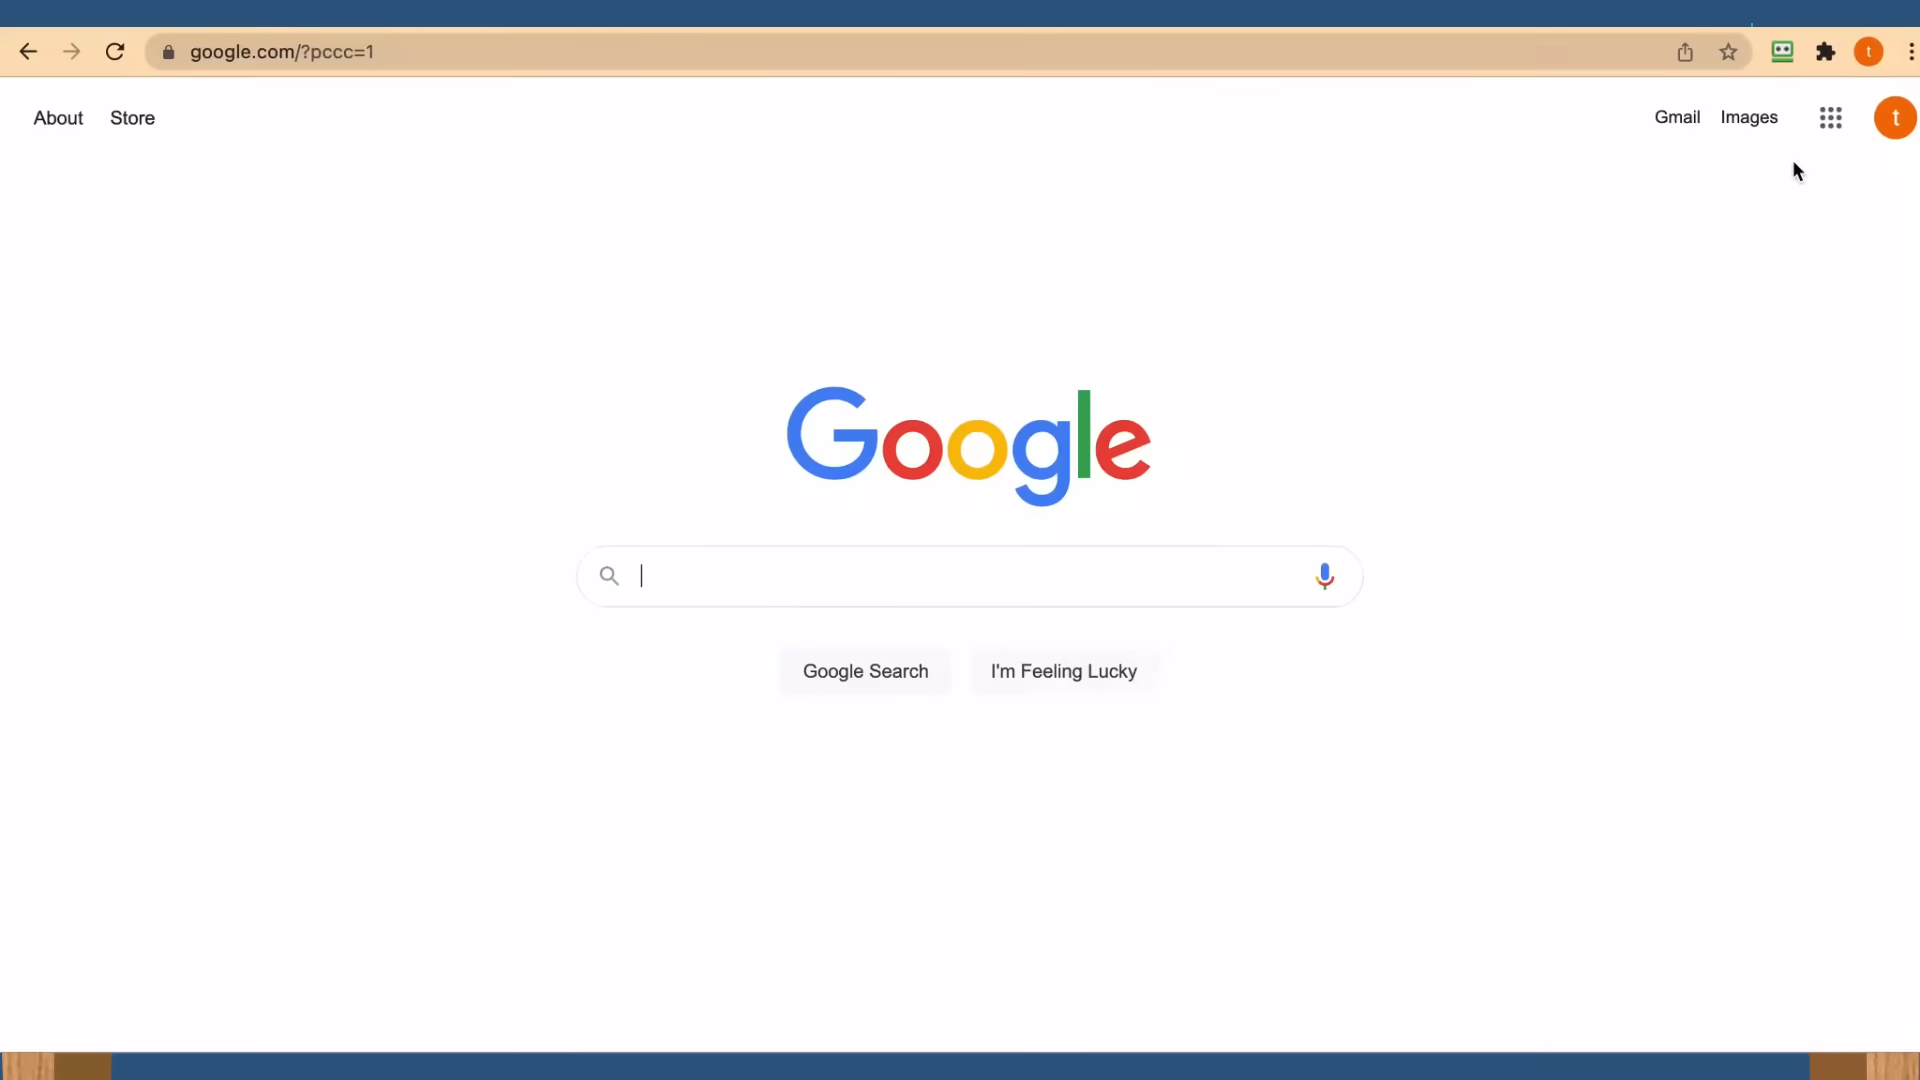 google.com/?pccc=1
t
About
Store
Gmail
Images
t
Google
Google Search
I'm Feeling Lucky